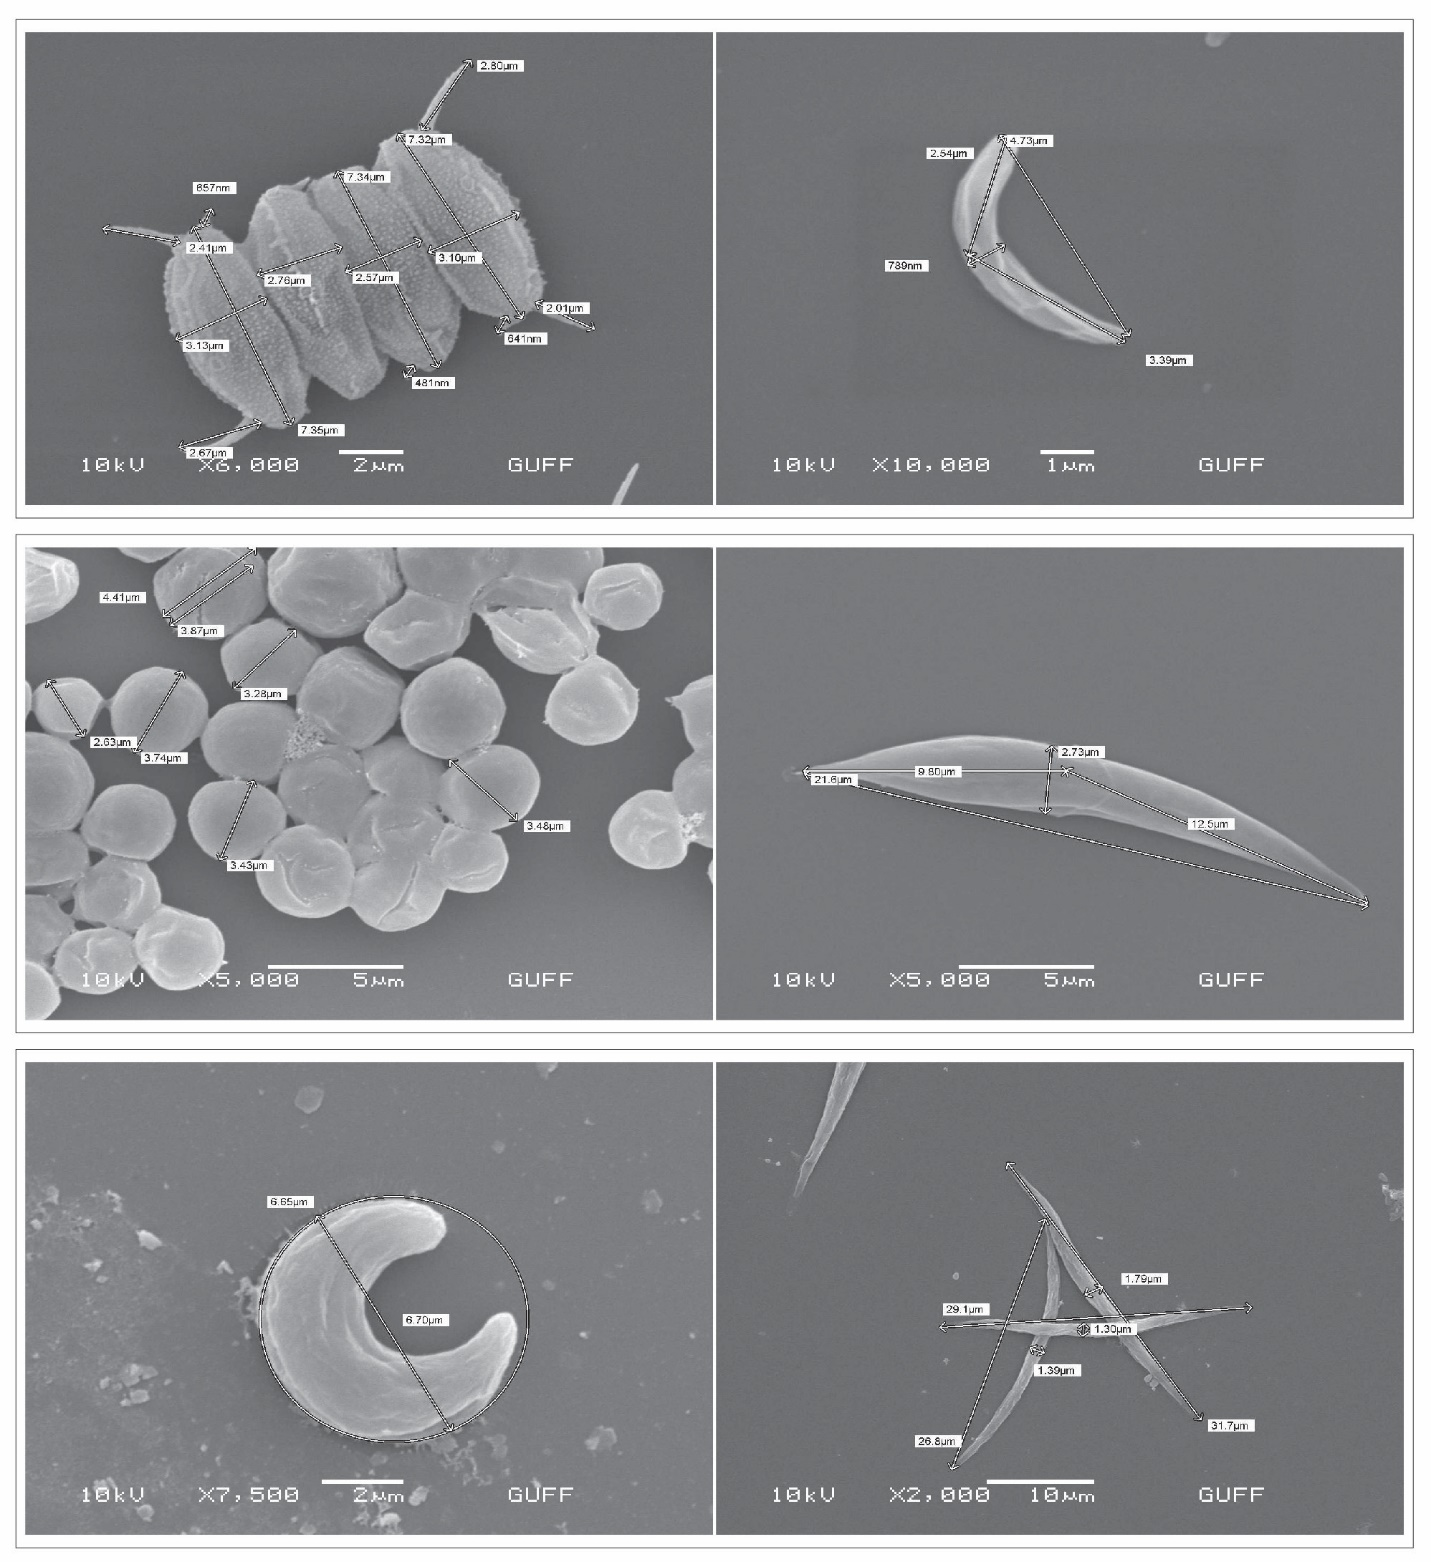 2.80µm
7.32µm
7.34µm
657nm
2.41µm
3.10µm
2.76µm
2.57µm
2.01µm
641nm
3.13µm
481nm
7.35µm
2.67µm
10kV X6,000 2µm GUFF
4.73µm
2.54µm
789nm
3.39µm
10kV X10,000 1µm GUFF
4.41µm
3.87µm
3.28µm
2.63µm
3.74µm
3.48µm
3.43µm
10kV X5,000 5µm GUFF
2.73µm
9.80µm
21.6µm
12.5µm
10kV X5,000 5µm GUFF
6.65µm
6.70µm
10kV X7,500 2µm GUFF
1.79µm
29.1µm
1.30µm
1.39µm
31.7µm
26.8µm
10kV X2,000 10µm GUFF